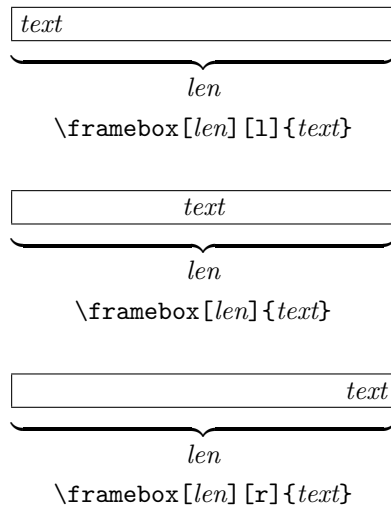 text
len
\framebox[len][l]{text}
text
len
\framebox[len]{text}
text
len
\framebox[len][r]{text}